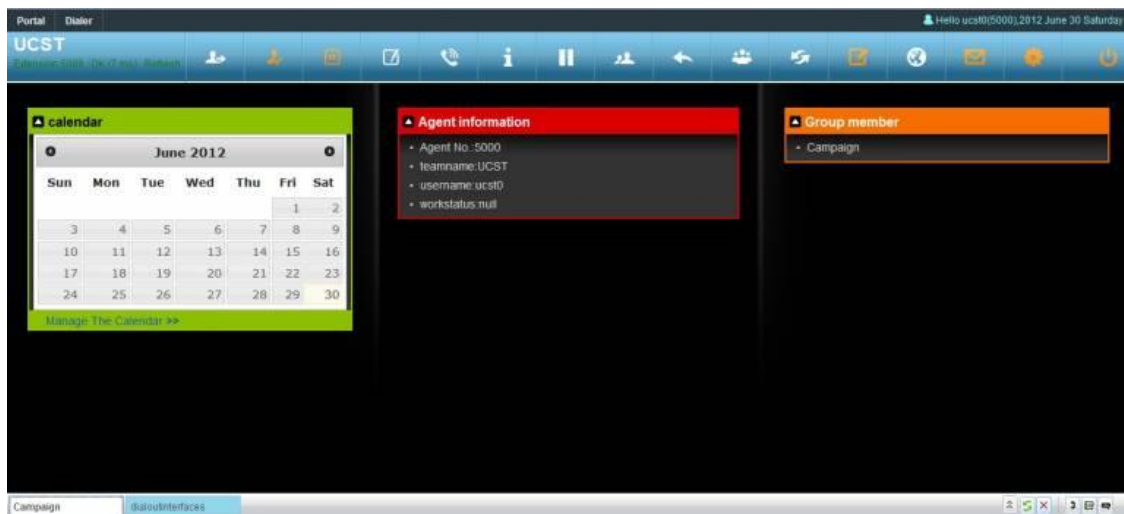 Portal Dialer
Hello ucst0(5000),2012 June 30 Saturday
UCST
calendar
June 2012
Sun Mon Tue Wed Thu Fri Sat
1 2
3 4 5 6 7 8 9
10 11 12 13 14 15 16
17 18 19 20 21 22 23
24 25 26 27 28 29 30
Manage The Calendar >>
Agent information
Agent No.:5000
teamname:UCST
username:ucst0
workstatus:null
Group member
Campaign
Campaign dialoutinterfaces